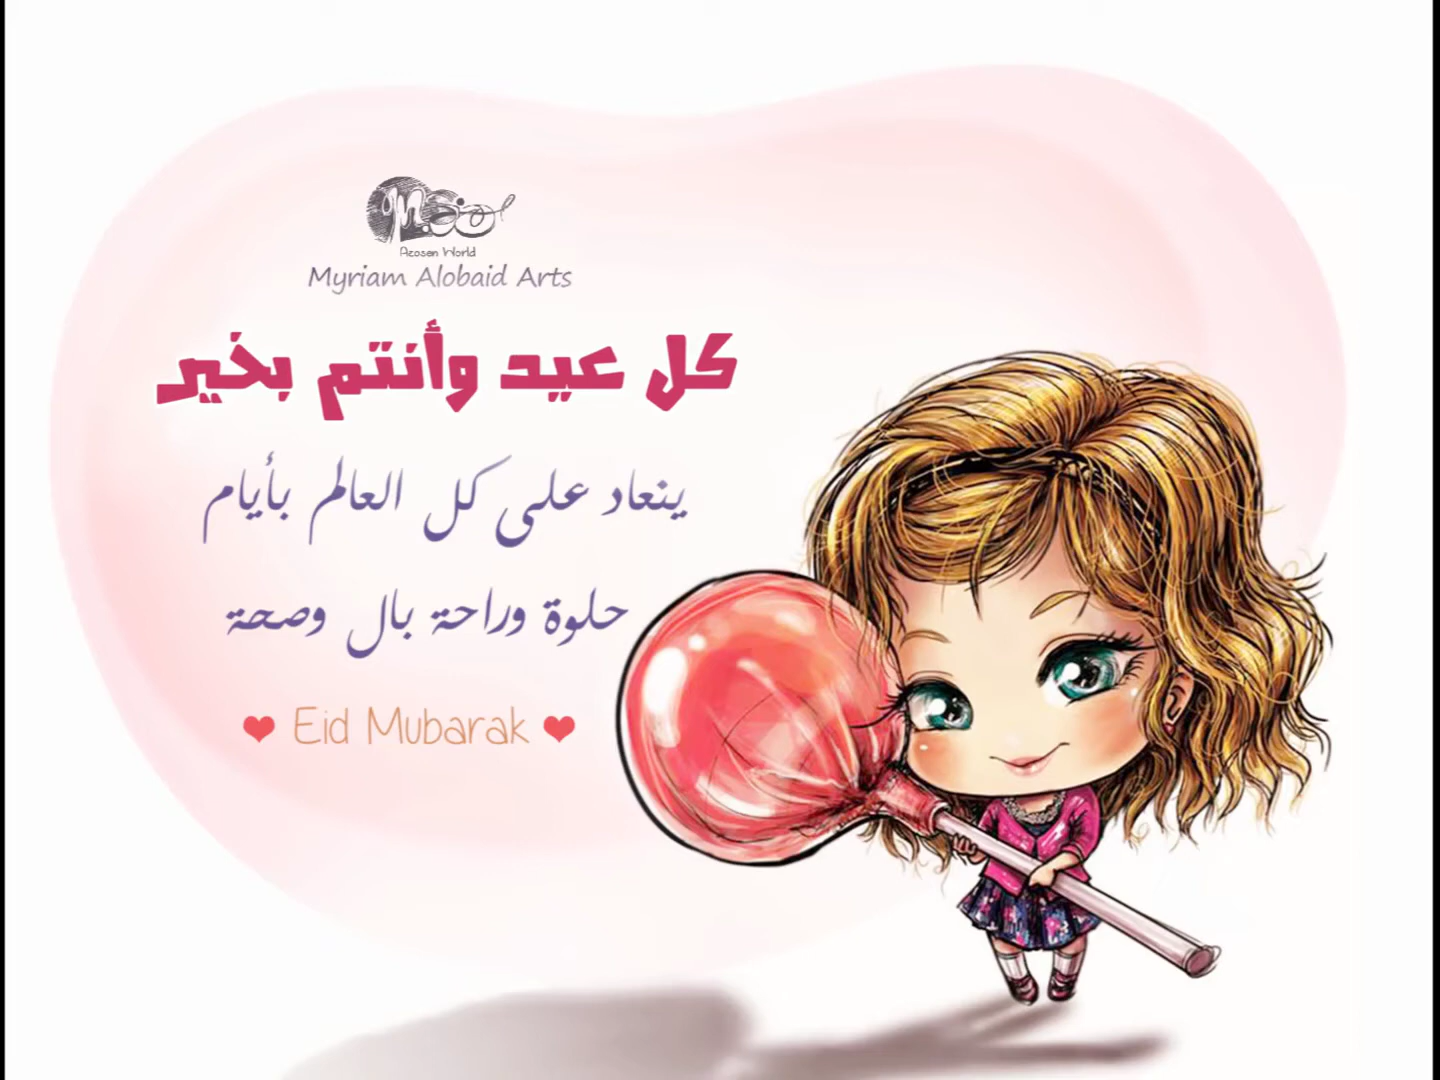 Azosen World
Myriam Alobaid Arts
كل عيد وأنتم بخير
ينعاد على كل العالم بأيام
حلوة وراحة بال وصحة
❤ Eid Mubarak ❤